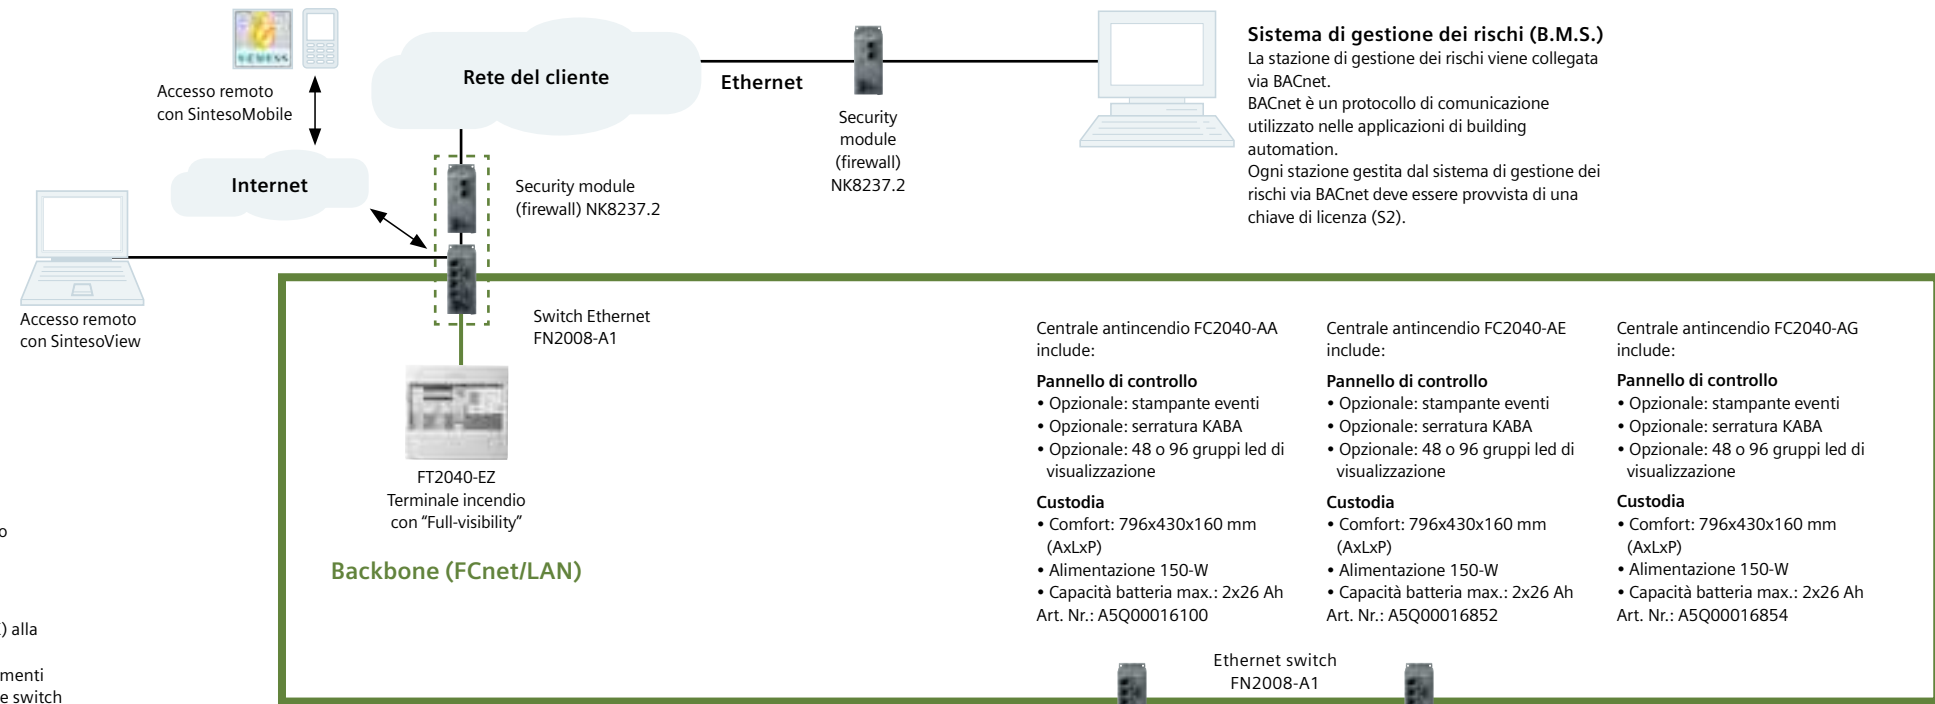 Accesso remoto
con SintesoMobile
Rete del cliente
Ethernet
Security
module
(firewall)
NK8237.2
Sistema di gestione dei rischi (B.M.S.)
La stazione di gestione dei rischi viene collegata
via BACnet.
BACnet è un protocollo di comunicazione
utilizzato nelle applicazioni di building
automation.
Ogni stazione gestita dal sistema di gestione dei
rischi via BACnet deve essere provvista di una
chiave di licenza (S2).
Internet
Security module
(firewall) NK8237.2
Accesso remoto
con SintesoView
Switch Ethernet
FN2008-A1
FT2040-EZ
Terminale incendio
con “Full-visibility”
Backbone (FCnet/LAN)
Centrale antincendio FC2040-AA
include:
Pannello di controllo
• Opzionale: stampante eventi
• Opzionale: serratura KABA
• Opzionale: 48 o 96 gruppi led di
visualizzazione
Custodia
• Comfort: 796x430x160 mm
(AxLxP)
• Alimentazione 150-W
• Capacità batteria max.: 2x26 Ah
Art. Nr.: A5Q00016100
Centrale antincendio FC2040-AE
include:
Pannello di controllo
• Opzionale: stampante eventi
• Opzionale: serratura KABA
• Opzionale: 48 o 96 gruppi led di
visualizzazione
Custodia
• Comfort: 796x430x160 mm
(AxLxP)
• Alimentazione 150-W
• Capacità batteria max.: 2x26 Ah
Art. Nr.: A5Q00016852
Centrale antincendio FC2040-AG
include:
Pannello di controllo
• Opzionale: stampante eventi
• Opzionale: serratura KABA
• Opzionale: 48 o 96 gruppi led di
visualizzazione
Custodia
• Comfort: 796x430x160 mm
(AxLxP)
• Alimentazione 150-W
• Capacità batteria max.: 2x26 Ah
Art. Nr.: A5Q00016854
Ethernet switch
FN2008-A1
o
) alla
menti
e switch